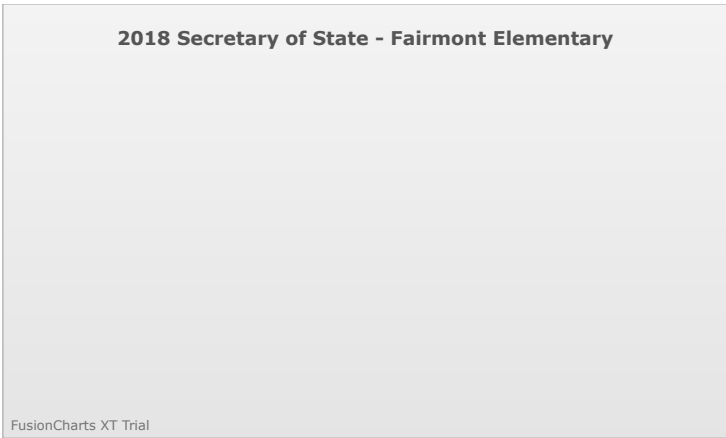 2018 Secretary of State - Fairmont Elementary
FusionCharts XT Trial